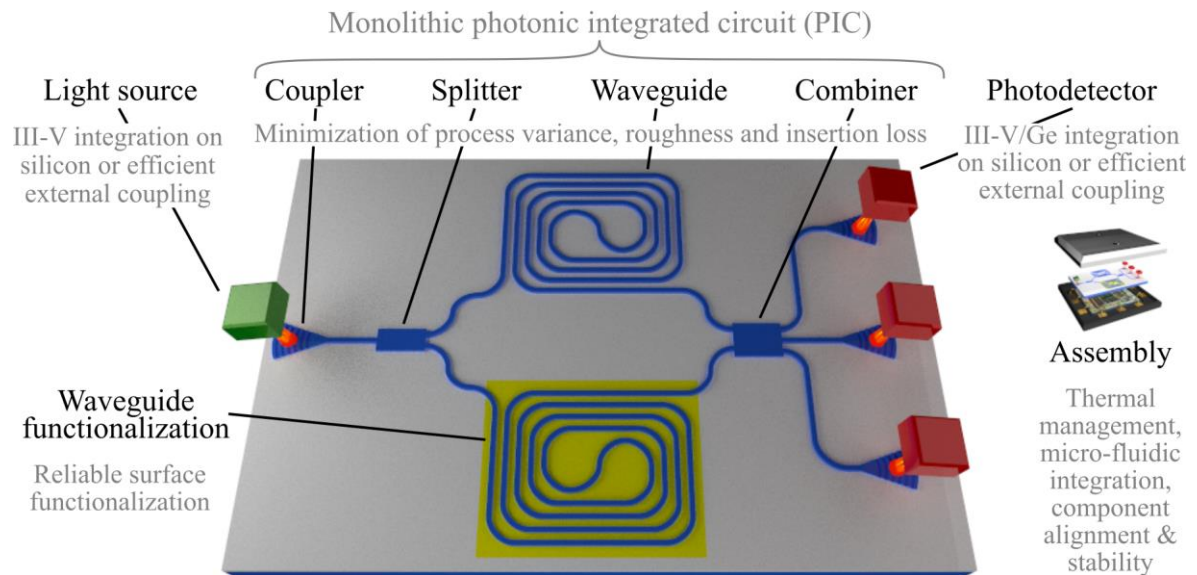 Monolithic photonic integrated circuit (PIC)
Light source
III-V integration on
silicon or efficient
external coupling
Coupler
Splitter
Waveguide
Combiner
Minimization of process variance, roughness and insertion loss
Photodetector
III-V/Ge integration
on silicon or efficient
external coupling
Waveguide
functionalization
Reliable surface
functionalization
Assembly
Thermal
management,
micro-fluidic
integration,
component
alignment &
stability